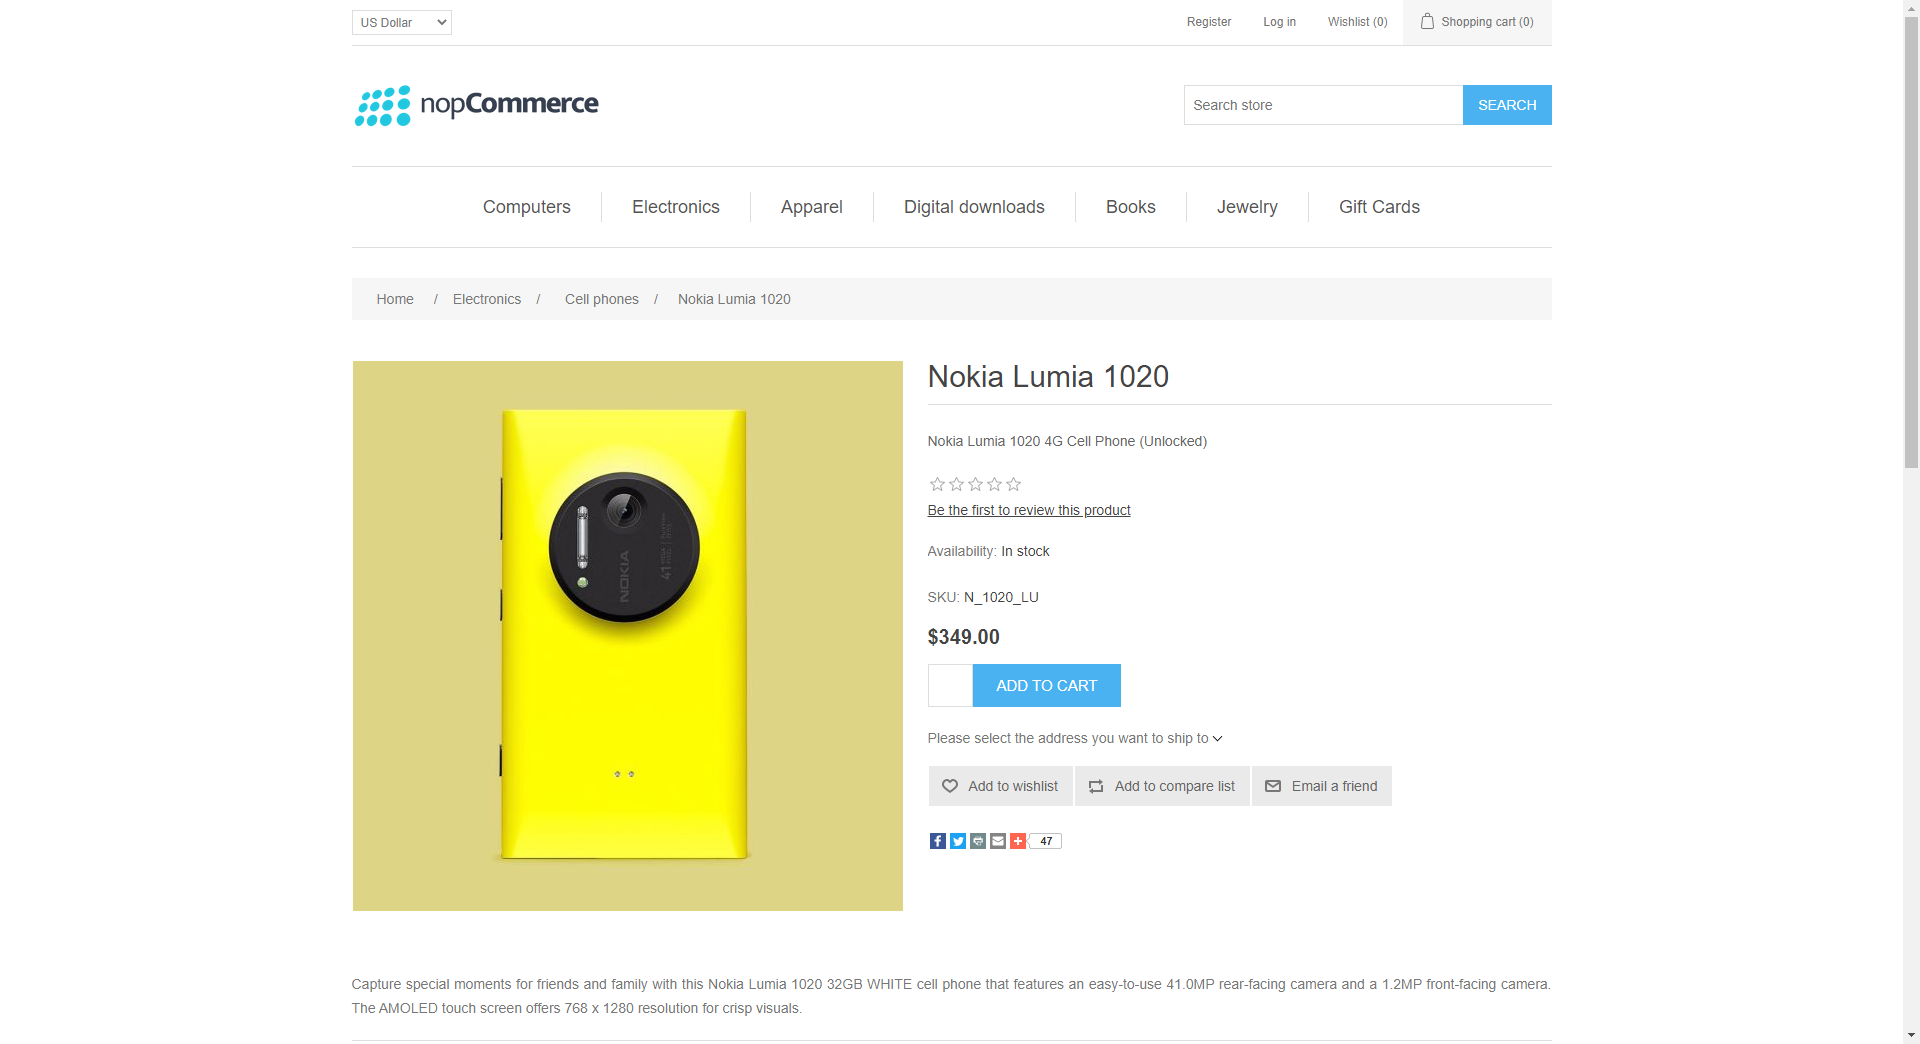 US Dollar
Register
Log in
Wishlist (0)
Shopping cart (0)
nopCommerce
Search store
SEARCH
Computers
Electronics
Apparel
Digital downloads
Books
Jewelry
Gift Cards
Home / Electronics / Cell phones / Nokia Lumia 1020
Nokia Lumia 1020
Nokia Lumia 1020 4G Cell Phone (Unlocked)
Be the first to review this product
Availability: In stock
SKU: N_1020_LU
$349.00
ADD TO CART
Please select the address you want to ship to
Add to wishlist
Add to compare list
Email a friend
47
NOKIA
41
Capture special moments for friends and family with this Nokia Lumia 1020 32GB WHITE cell phone that features an easy-to-use 41.0MP rear-facing camera and a 1.2MP front-facing camera.
The AMOLED touch screen offers 768 x 1280 resolution for crisp visuals.